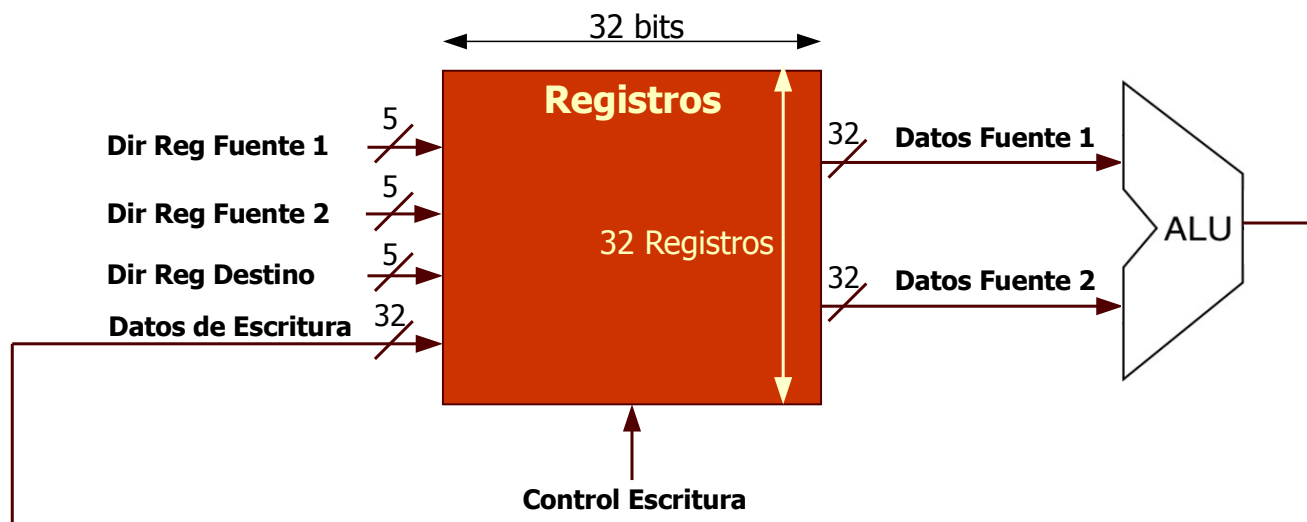 32 bits
Registros
5
Dir Reg Fuente 1
32
Datos Fuente 1
5
Dir Reg Fuente 2
32 Registros
ALU
5
Dir Reg Destino
32
Datos Fuente 2
Datos de Escritura
32
Control Escritura